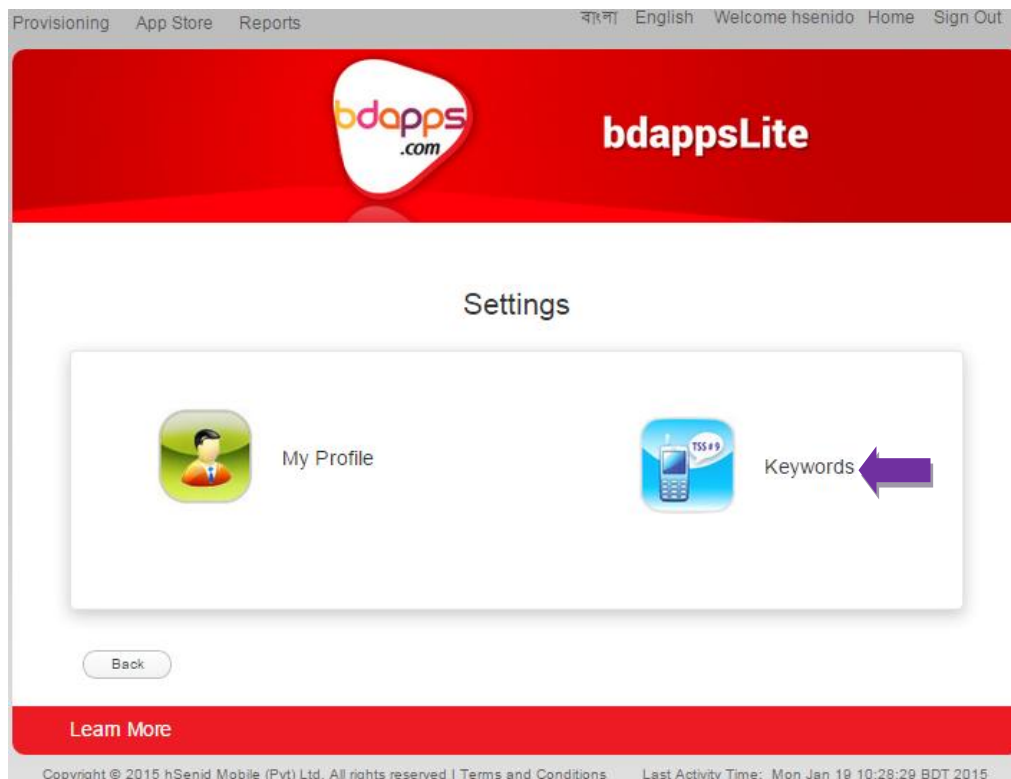 Provisioning App Store Reports বাংলা English Welcome hsenido Home Sign Out
bdapps
.com
bdappsLite
Settings
My Profile
TSS # 9
Keywords
Back
Learn More
Copyright © 2015 hSenid Mobile (Pvt) Ltd. All rights reserved | Terms and Conditions Last Activity Time: Mon Jan 19 10:28:29 BDT 2015